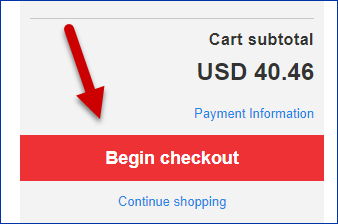 Cart subtotal
USD 40.46
Payment Information
Begin checkout
Continue shopping